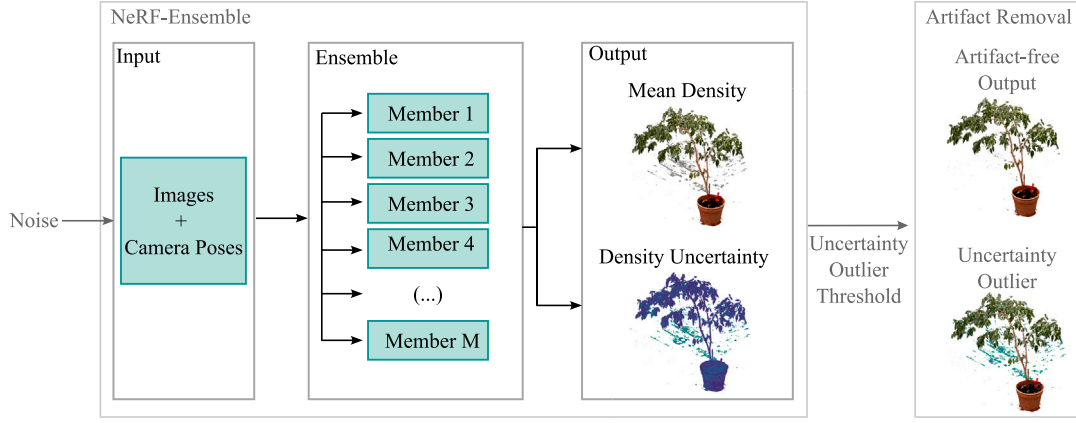 NeRF-Ensemble
Artifact Removal
Input
Ensemble
Output
Noise
Images
+
Camera Poses
Member 1
Member 2
Member 3
Member 4
(...)
Member M
Mean Density
Density Uncertainty
Uncertainty
Outlier
Threshold
Artifact-free
Output
Uncertainty
Outlier